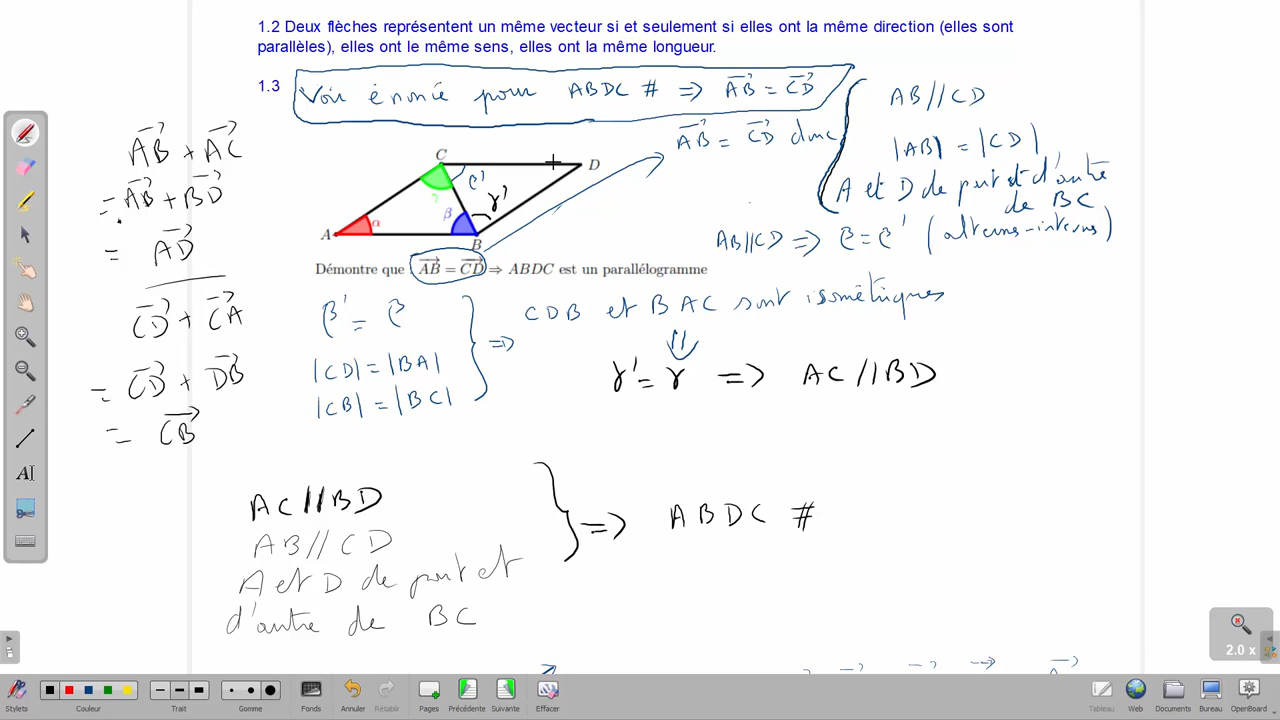 1.2 Deux flèches représentent un même vecteur si et seulement si elles ont la même direction (elles sont
parallèles), elles ont le même sens, elles ont la même longueur.
1.3
Voir énoncé pour ABDC # ⇒ AB⃗ = CD⃗
AB⃗ = CD⃗ donc
AB//CD
|AB| = |CD|
A et D de part et d'autre
de BC
AB//CD ⇒ β = β' (alternes-internes)
C
D
A
B
α
β
γ
β'
γ'
Démontre que : AB⃗ = CD⃗ ⇒ ABDC est un parallélogramme
AB⃗ + AC⃗
= AB⃗ + BD⃗
= AD⃗
CD⃗ + CA⃗
= CD⃗ + DB⃗
= CB⃗
β' = β
|CD| = |BA|
|CB| = |BC|
⇒ CDB et BAC sont isométriques
⇓
γ' = γ ⇒ AC//BD
AC//BD
AB//CD
A et D de part et
d'autre de BC
⇒ ABDC #
2.0 x
Stylets
Couleur
Trait
Gomme
Fonds
Annuler
Rétablir
Pages
Précédente
Suivante
Effacer
Tableau
Web
Documents
Bureau
OpenBoard